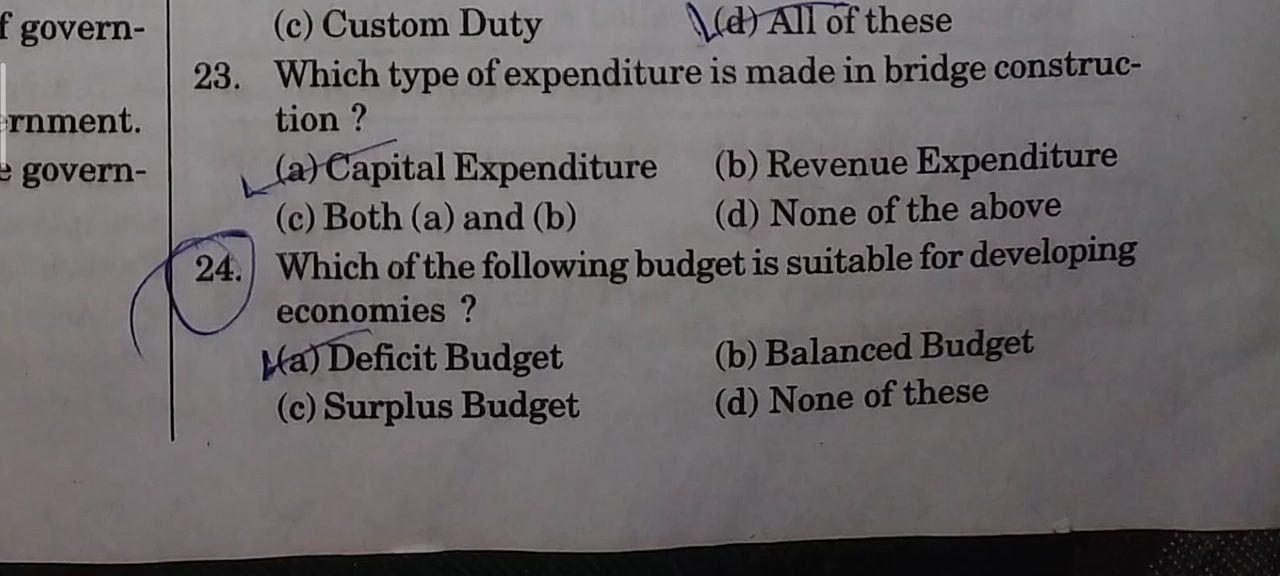 f govern-
ernment.
e govern-
(c) Custom Duty (d) All of these
23. Which type of expenditure is made in bridge construc-
tion ?
(a) Capital Expenditure (b) Revenue Expenditure
(c) Both (a) and (b) (d) None of the above
24. Which of the following budget is suitable for developing
economies ?
(a) Deficit Budget (b) Balanced Budget
(c) Surplus Budget (d) None of these